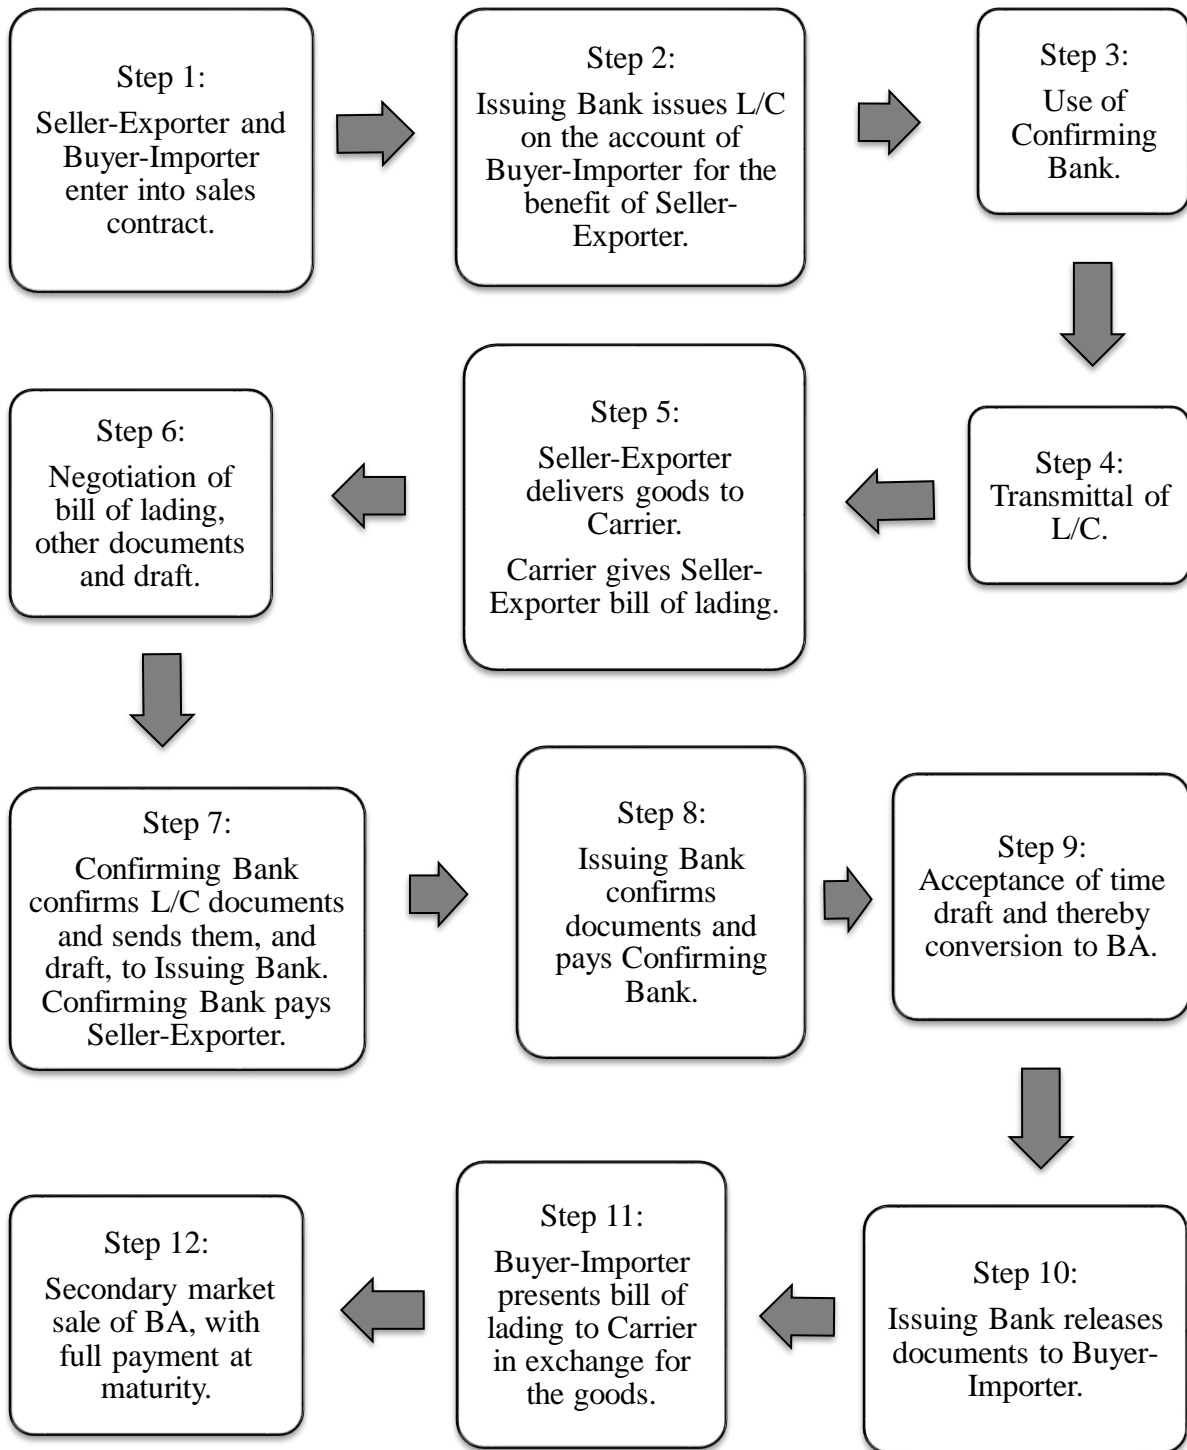 Step 1:
Seller-Exporter and
Buyer-Importer
enter into sales
contract.
Step 2:
Issuing Bank issues L/C
on the account of
Buyer-Importer for the
benefit of Seller-
Exporter.
Step 3:
Use of
Confirming
Bank.
Step 4:
Transmittal of
L/C.
Step 5:
Seller-Exporter
delivers goods to
Carrier.
Carrier gives Seller-
Exporter bill of lading.
Step 6:
Negotiation of
bill of lading,
other documents
and draft.
Step 7:
Confirming Bank
confirms L/C documents
and sends them, and
draft, to Issuing Bank.
Confirming Bank pays
Seller-Exporter.
Step 8:
Issuing Bank
confirms
documents and
pays Confirming
Bank.
Step 9:
Acceptance of time
draft and thereby
conversion to BA.
Step 10:
Issuing Bank releases
documents to Buyer-
Importer.
Step 11:
Buyer-Importer
presents bill of
lading to Carrier
in exchange for
the goods.
Step 12:
Secondary market
sale of BA, with
full payment at
maturity.